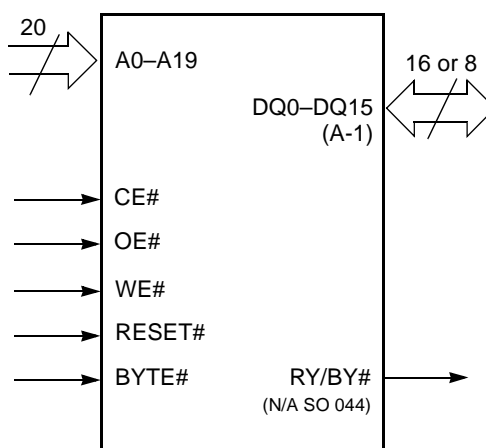 20
A0–A19
16 or 8
DQ0–DQ15
(A-1)
CE#
OE#
WE#
RESET#
BYTE#
RY/BY#
(N/A SO 044)